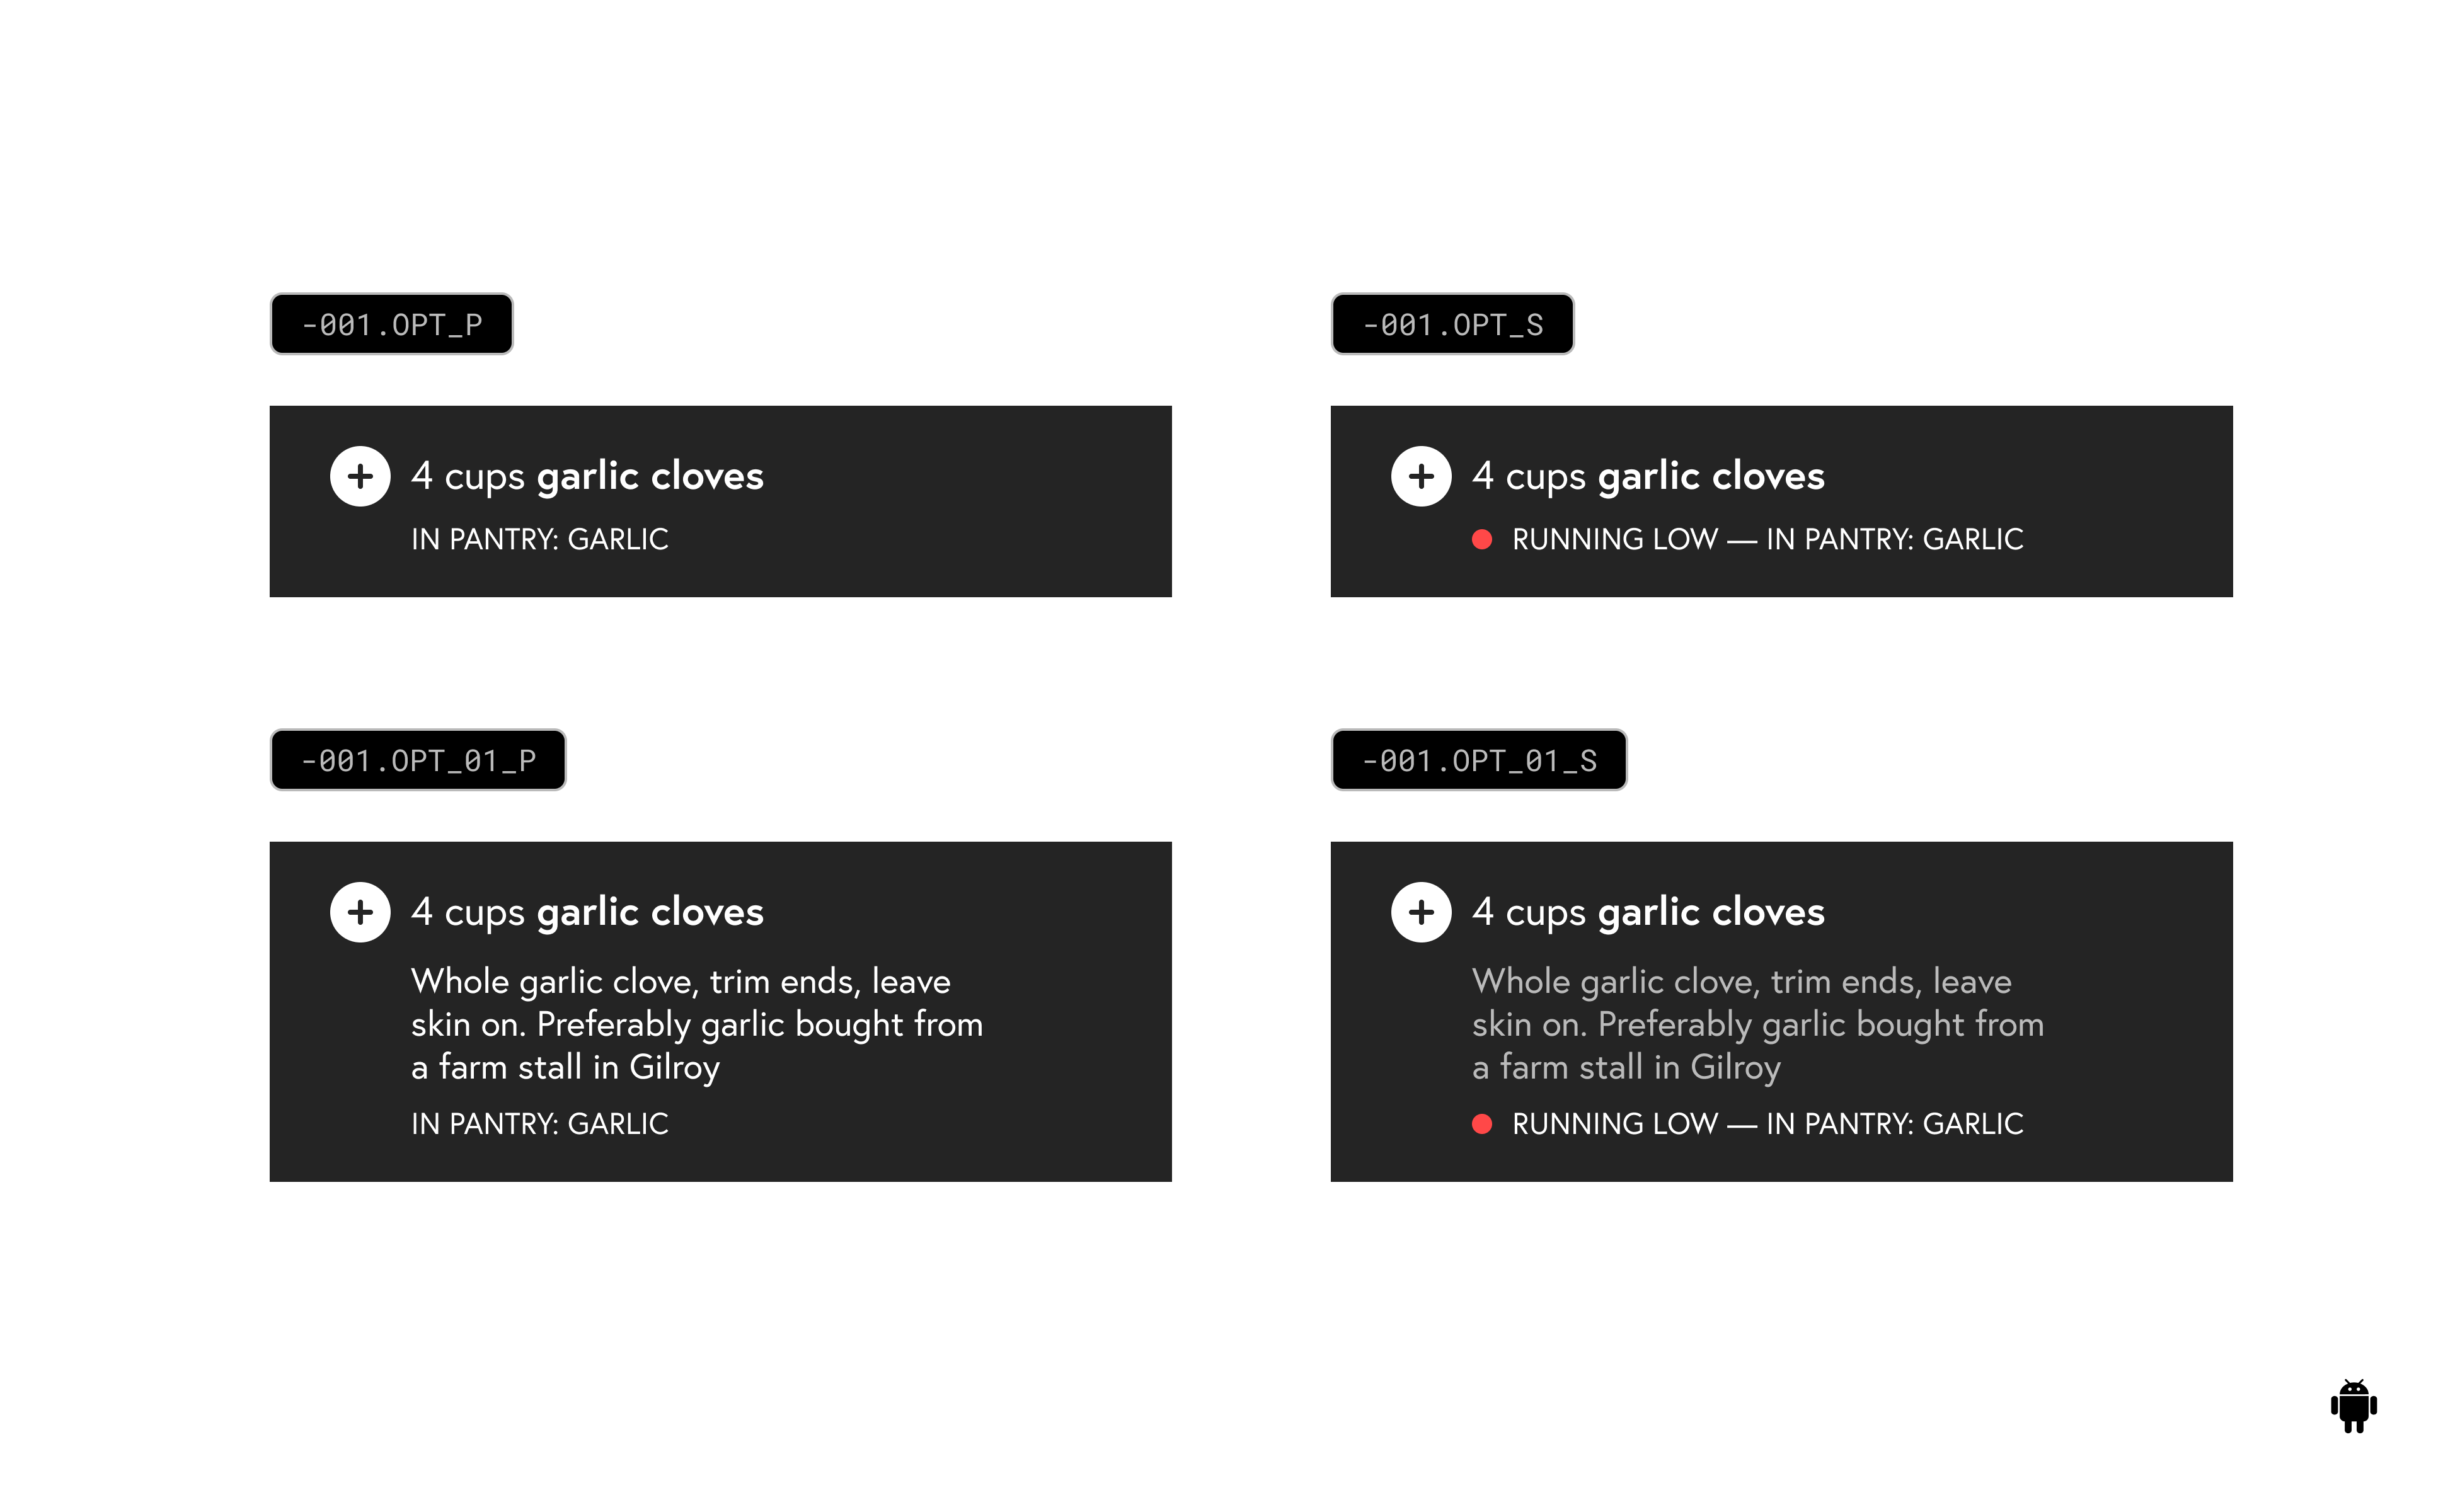 -001.OPT_P
4 cups garlic cloves
IN PANTRY: GARLIC
-001.OPT_S
4 cups garlic cloves
RUNNING LOW — IN PANTRY: GARLIC
-001.OPT_01_P
4 cups garlic cloves
Whole garlic clove, trim ends, leave
skin on. Preferably garlic bought from
a farm stall in Gilroy
IN PANTRY: GARLIC
-001.OPT_01_S
4 cups garlic cloves
Whole garlic clove, trim ends, leave
skin on. Preferably garlic bought from
a farm stall in Gilroy
RUNNING LOW — IN PANTRY: GARLIC